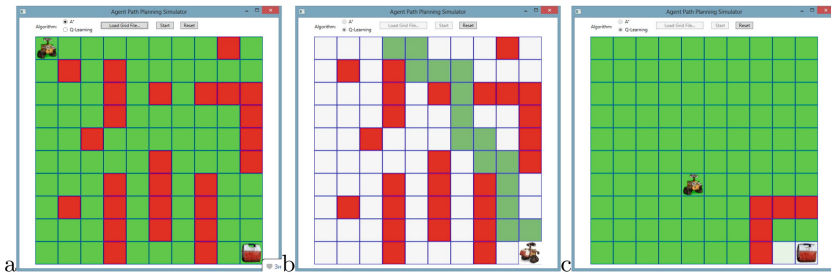 Agent Path Planning Simulator
Algorithm: A* Q-Learning Load Grid File... Start Reset
Agent Path Planning Simulator
Algorithm: A* Q-Learning Load Grid File... Start Reset
Agent Path Planning Simulator
Algorithm: A* Q-Learning Load Grid File... Start Reset
a b c